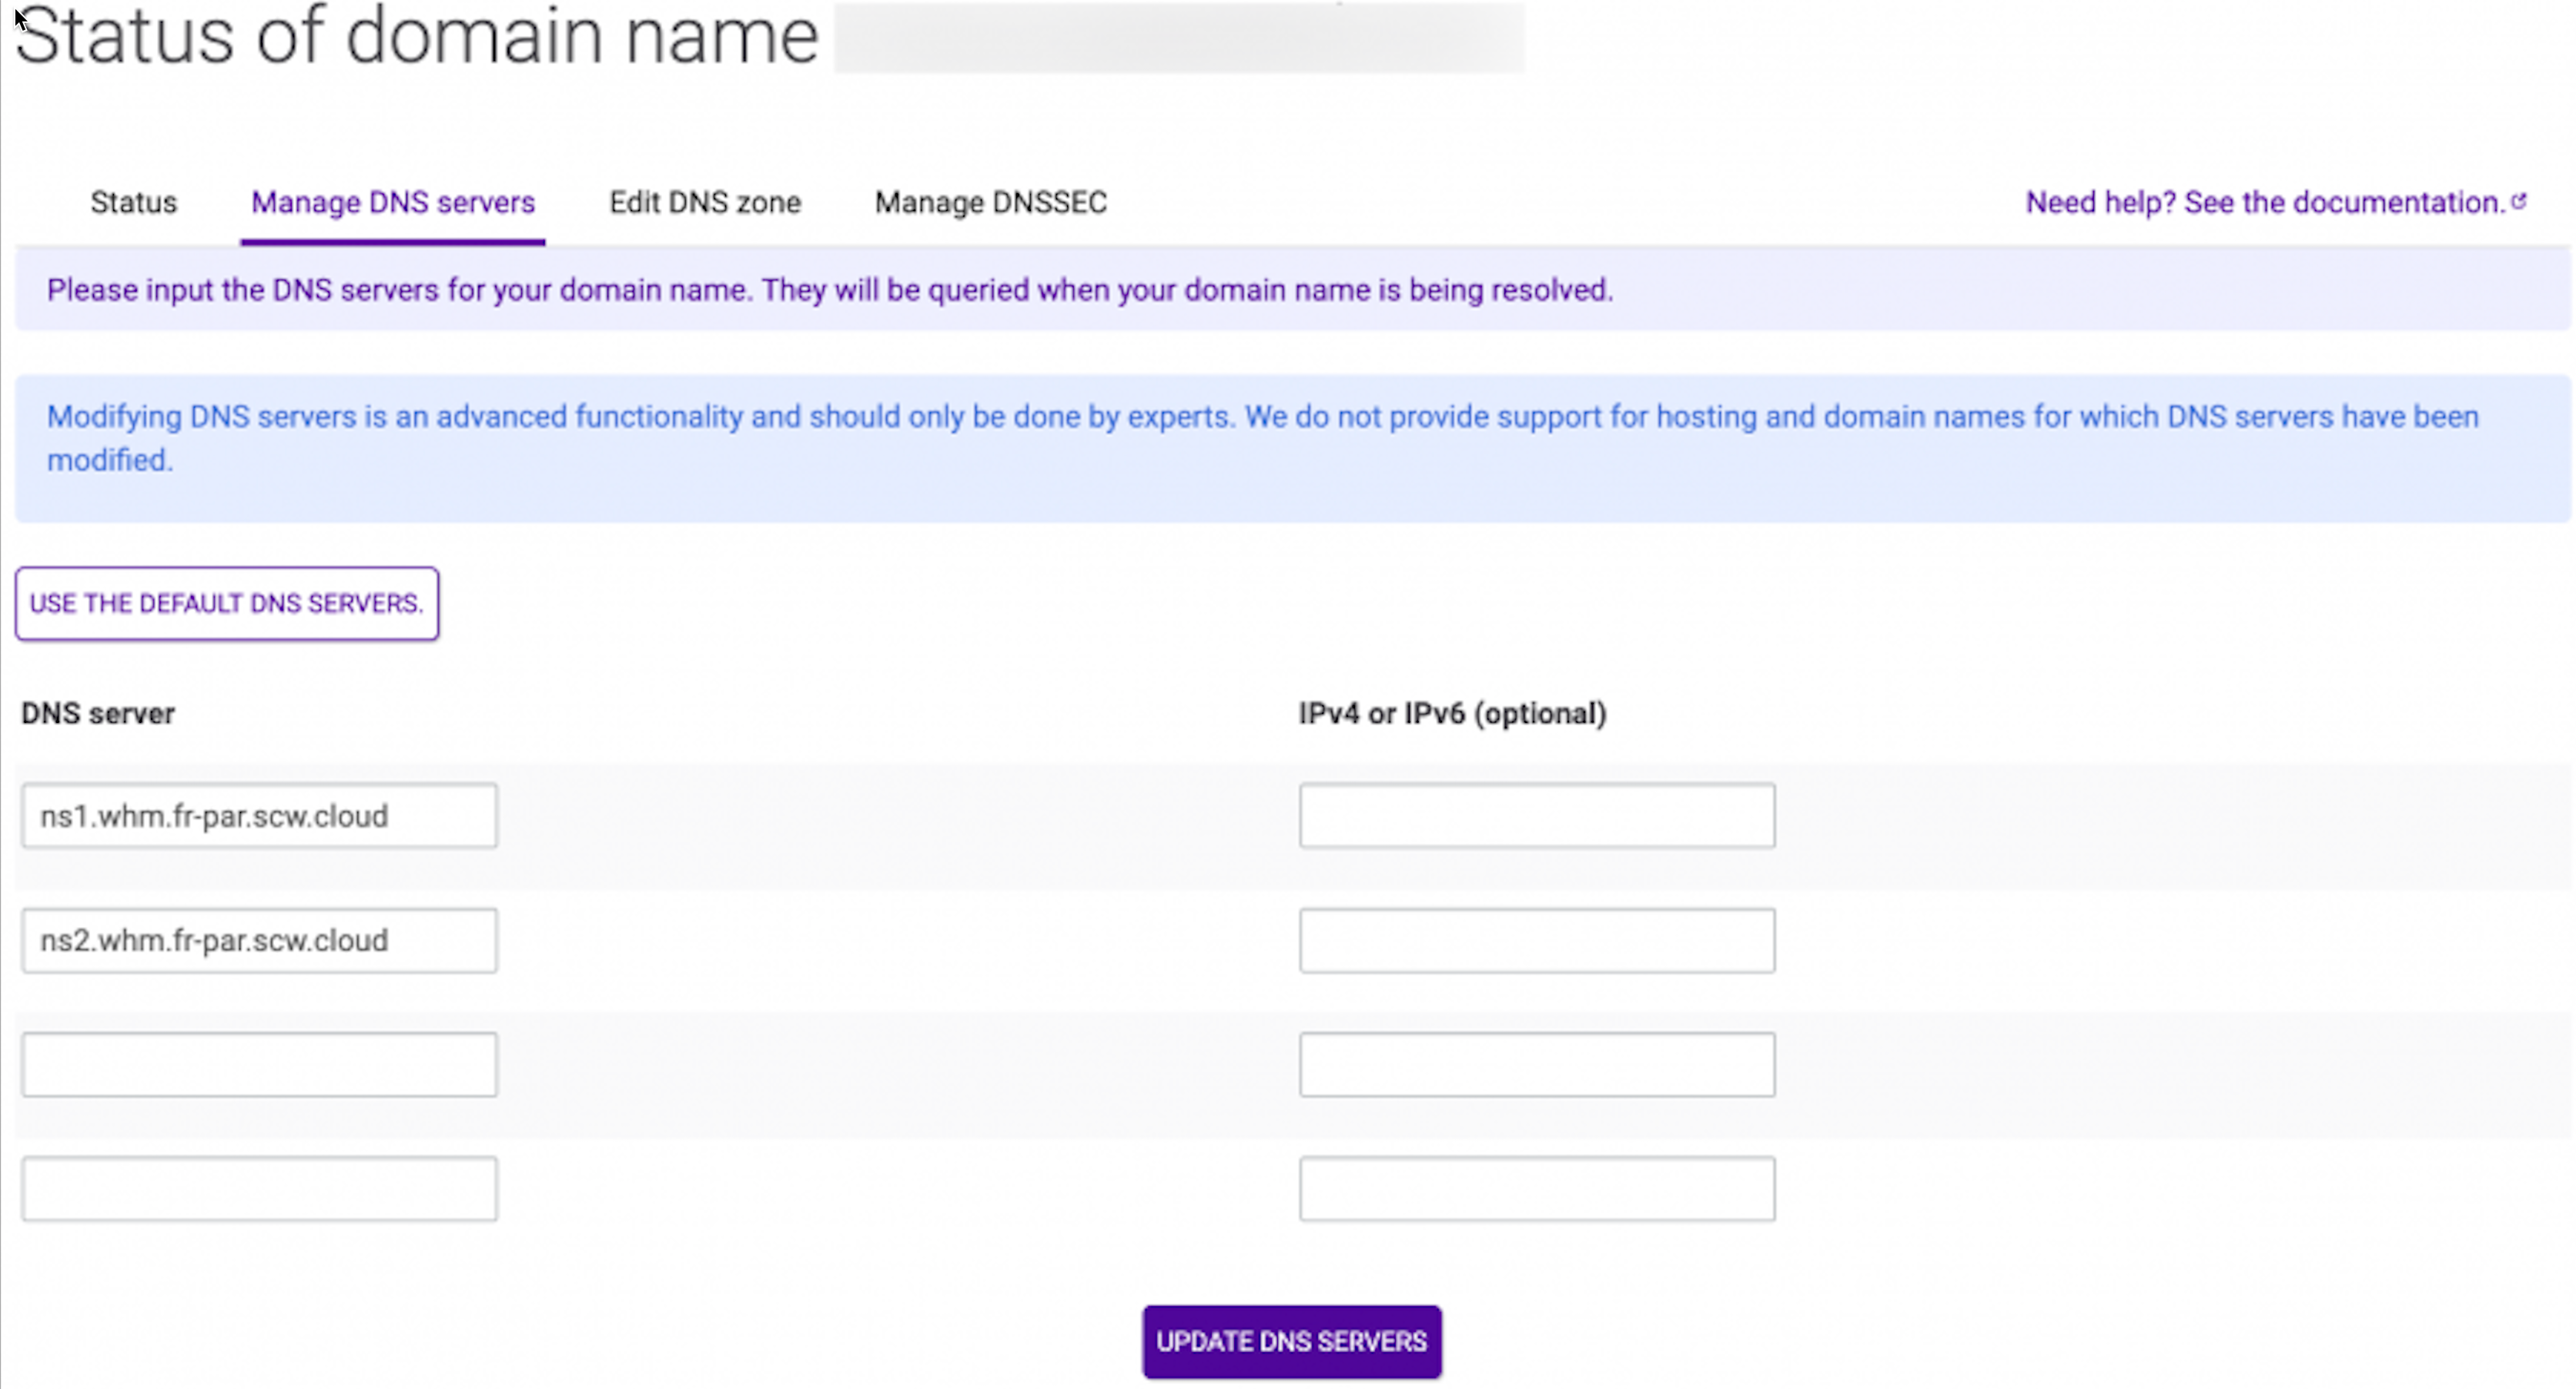 Status of domain name
Status Manage DNS servers Edit DNS zone Manage DNSSEC Need help? See the documentation.
Please input the DNS servers for your domain name. They will be queried when your domain name is being resolved.
Modifying DNS servers is an advanced functionality and should only be done by experts. We do not provide support for hosting and domain names for which DNS servers have been
modified.
USE THE DEFAULT DNS SERVERS.
DNS server IPv4 or IPv6 (optional)
ns1.whm.fr-par.scw.cloud
ns2.whm.fr-par.scw.cloud
UPDATE DNS SERVERS